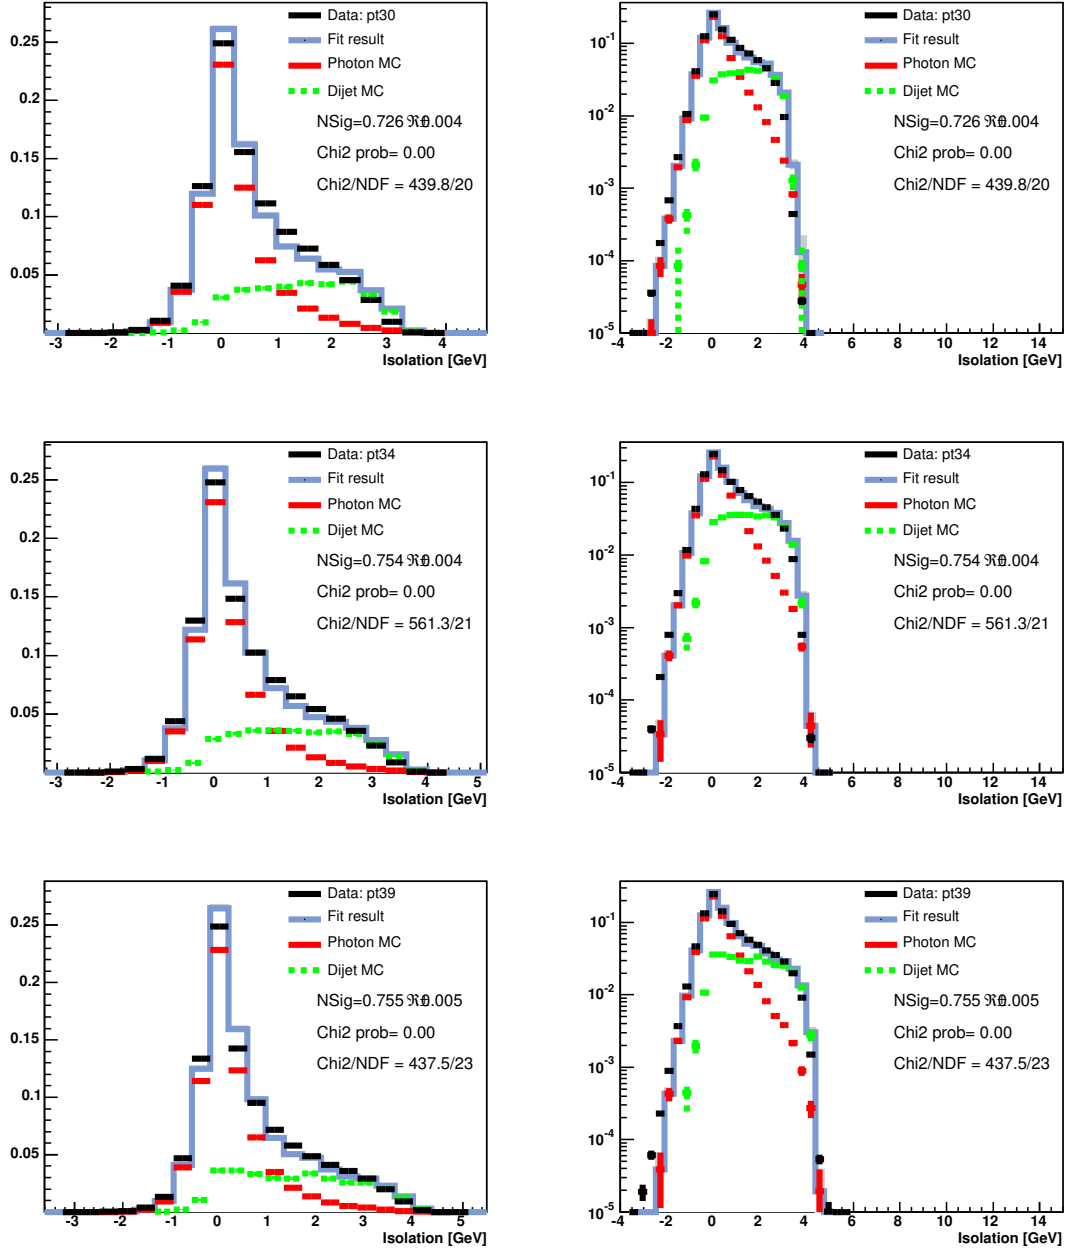 0.25
0.2
0.15
0.1
0.05
0
-3 -2 -1 0 1 2 3 4
Isolation [GeV]
Data: pt30
Fit result
Photon MC
Dijet MC
NSig=0.726 ℜ±0.004
Chi2 prob= 0.00
Chi2/NDF = 439.8/20
10-1
10-2
10-3
10-4
10-5
-4 -2 0 2 4 6 8 10 12 14
Isolation [GeV]
Data: pt30
Fit result
Photon MC
Dijet MC
NSig=0.726 ℜ±0.004
Chi2 prob= 0.00
Chi2/NDF = 439.8/20
0.25
0.2
0.15
0.1
0.05
0
-3 -2 -1 0 1 2 3 4 5
Isolation [GeV]
Data: pt34
Fit result
Photon MC
Dijet MC
NSig=0.754 ℜ±0.004
Chi2 prob= 0.00
Chi2/NDF = 561.3/21
10-1
10-2
10-3
10-4
10-5
-4 -2 0 2 4 6 8 10 12 14
Isolation [GeV]
Data: pt34
Fit result
Photon MC
Dijet MC
NSig=0.754 ℜ±0.004
Chi2 prob= 0.00
Chi2/NDF = 561.3/21
0.25
0.2
0.15
0.1
0.05
0
-3 -2 -1 0 1 2 3 4 5
Isolation [GeV]
Data: pt39
Fit result
Photon MC
Dijet MC
NSig=0.755 ℜ±0.005
Chi2 prob= 0.00
Chi2/NDF = 437.5/23
10-1
10-2
10-3
10-4
10-5
-4 -2 0 2 4 6 8 10 12 14
Isolation [GeV]
Data: pt39
Fit result
Photon MC
Dijet MC
NSig=0.755 ℜ±0.005
Chi2 prob= 0.00
Chi2/NDF = 437.5/23